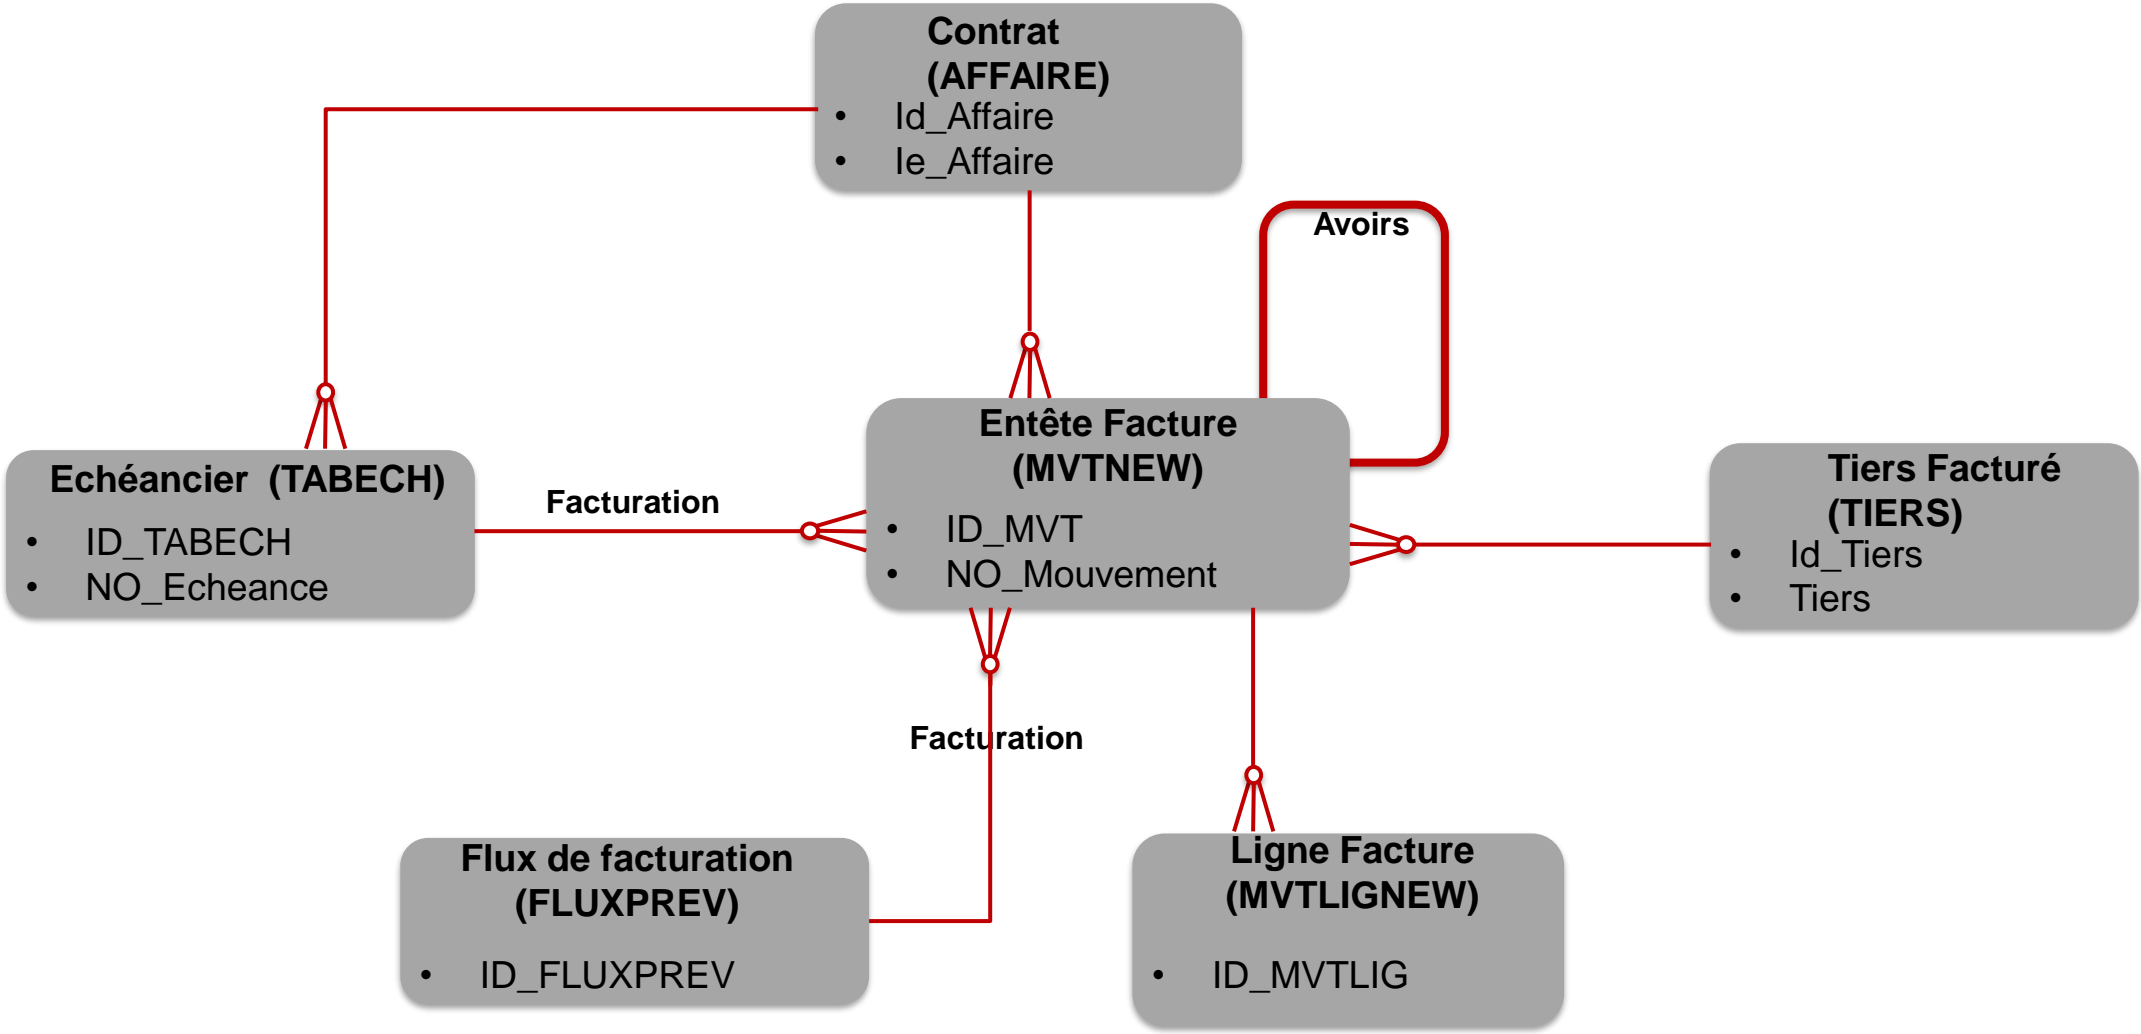 Contrat
(AFFAIRE)
• Id_Affaire
• Ie_Affaire
Avoirs
Entête Facture
(MVTNEW)
• ID_MVT
• NO_Mouvement
Echéancier (TABECH)
• ID_TABECH
• NO_Echeance
Facturation
Tiers Facturé
(TIERS)
• Id_Tiers
• Tiers
Facturation
Flux de facturation
(FLUXPREV)
• ID_FLUXPREV
Ligne Facture
(MVTLIGNEW)
• ID_MVTLIG